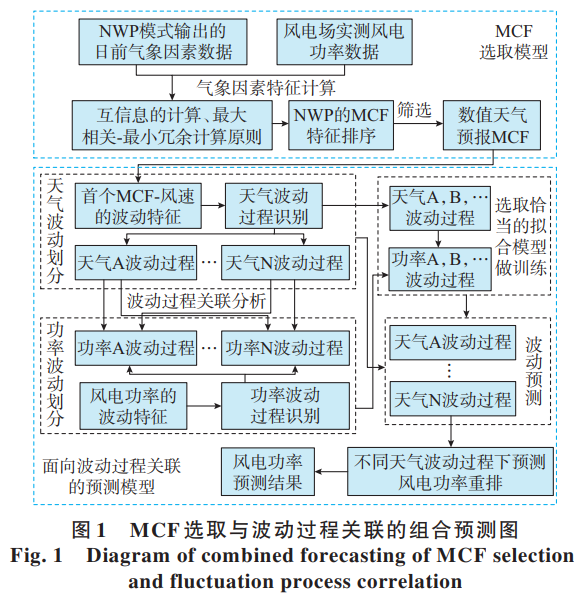 NWP模式输出的
日前气象因素数据
风电场实测风电
功率数据
MCF
选取模型
气象因素特征计算
互信息的计算、最大
相关-最小冗余计算原则
NWP的MCF
特征排序
筛选
数值天气
预报MCF
天气波动划分
首个MCF-风速
的波动特征
天气波动
过程识别
天气A波动过程
…
天气N波动过程
天气A,B,…
波动过程
功率A,B,…
波动过程
选取恰
当的拟
合模型
做训练
波动过程关联分析
功率波动划分
功率A波动过程
…
功率N波动过程
风电功率的
波动特征
功率波动
过程识别
天气A波动过程
⋮
天气N波动过程
波动预测
面向波动过程关联
的预测模型
风电功率
预测结果
不同天气波动过程下预测
风电功率重排
图1 MCF选取与波动过程关联的组合预测图
Fig. 1 Diagram of combined forecasting of MCF selection
and fluctuation process correlation